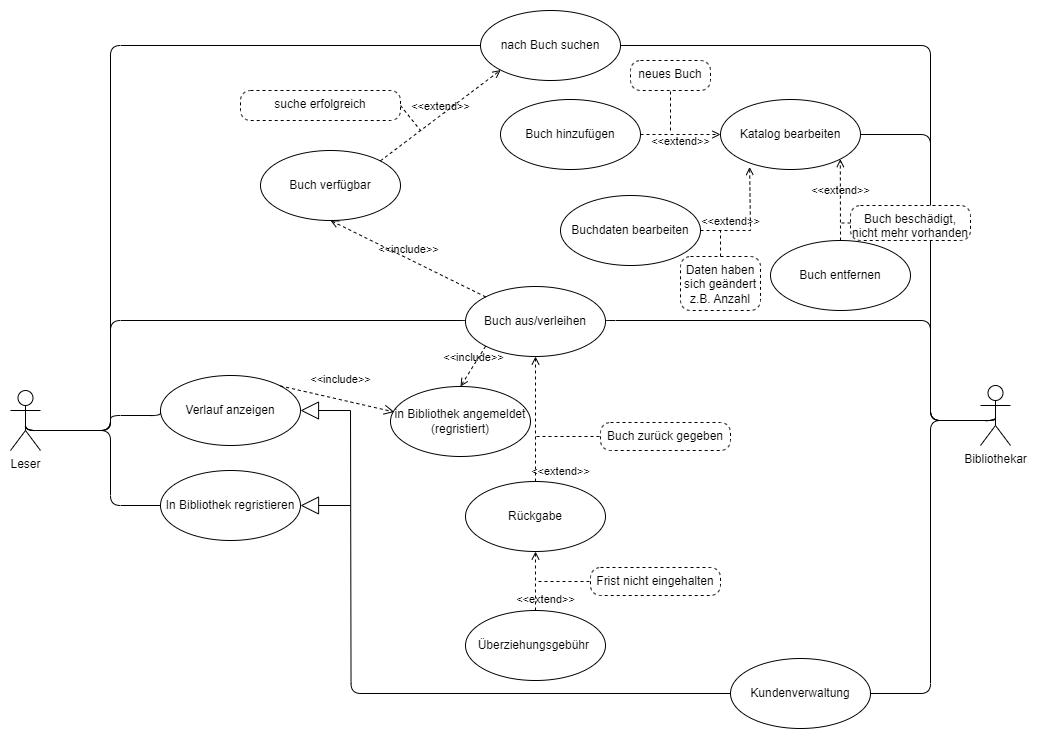 nach Buch suchen
neues Buch
suche erfolgreich
<<extend>>
Buch hinzufügen
<<extend>>
Katalog bearbeiten
Buch verfügbar
<<extend>>
Buch beschädigt,
nicht mehr vorhanden
Buchdaten bearbeiten
<<extend>>
<<include>>
Daten haben
sich geändert
z.B. Anzahl
Buch entfernen
Buch aus/verleihen
<<include>>
<<include>>
Verlauf anzeigen
in Bibliothek angemeldet
(regristiert)
Buch zurück gegeben
Leser
Bibliothekar
<<extend>>
In Bibliothek regristieren
Rückgabe
Frist nicht eingehalten
<<extend>>
Überziehungsgebühr
Kundenverwaltung